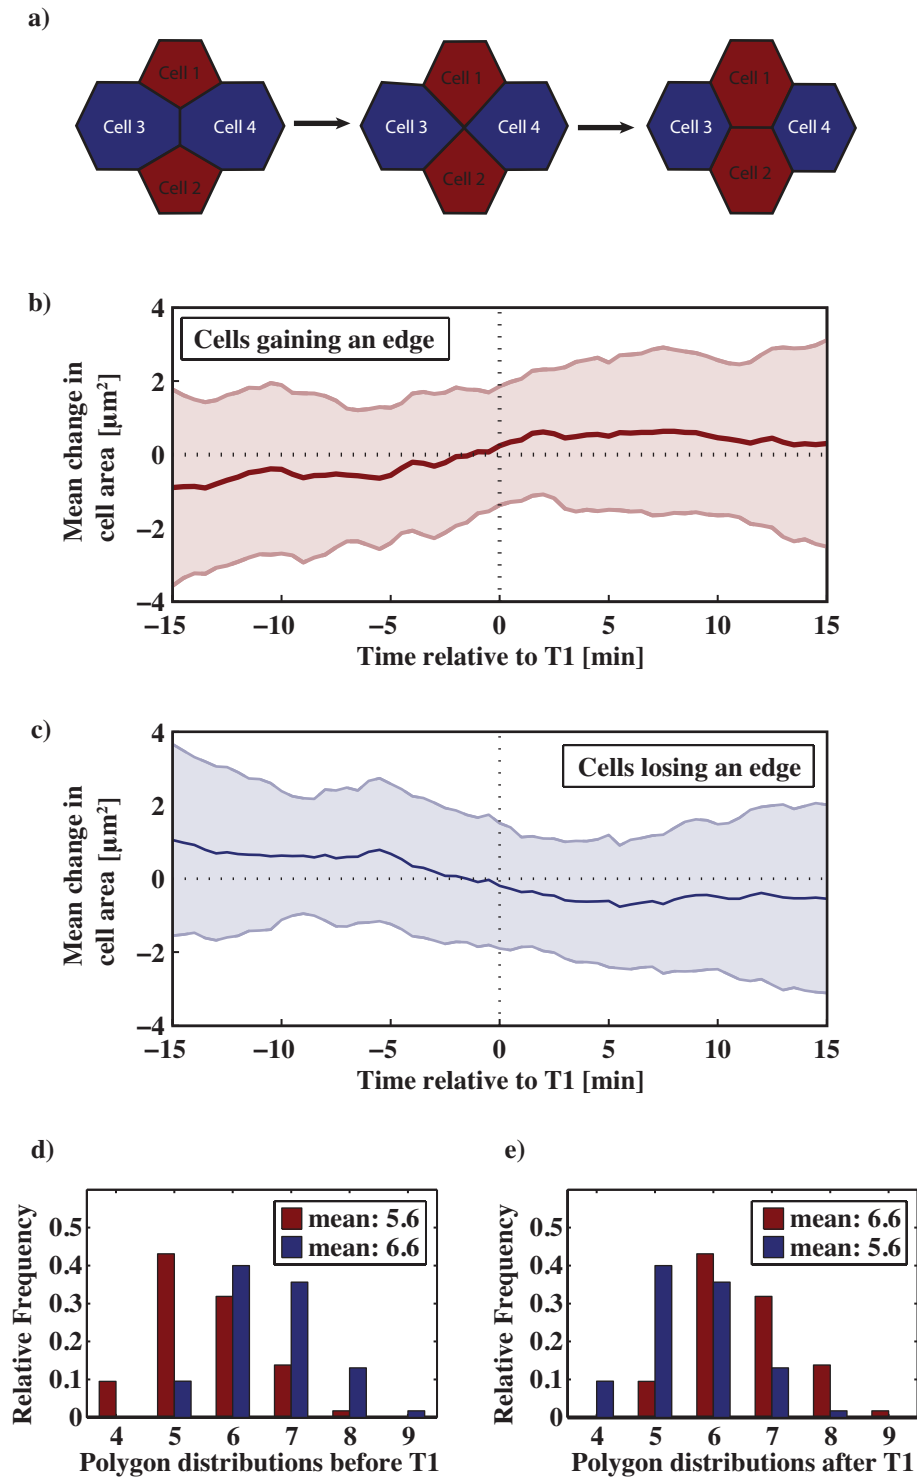 a)
Cell 1
Cell 3
Cell 4
Cell 2
Cell 1
Cell 3
Cell 4
Cell 2
Cell 1
Cell 3
Cell 4
Cell 2
b)
Cells gaining an edge
Mean change in
cell area [µm²]
4
2
0
−2
−4
−15
−10
−5
0
5
10
15
Time relative to T1 [min]
c)
Cells losing an edge
Mean change in
cell area [µm²]
4
2
0
−2
−4
−15
−10
−5
0
5
10
15
Time relative to T1 [min]
d)
mean: 5.6
mean: 6.6
Relative Frequency
0.5
0.4
0.3
0.2
0.1
0
4
5
6
7
8
9
Polygon distributions before T1
e)
mean: 6.6
mean: 5.6
Relative Frequency
0.5
0.4
0.3
0.2
0.1
0
4
5
6
7
8
9
Polygon distributions after T1